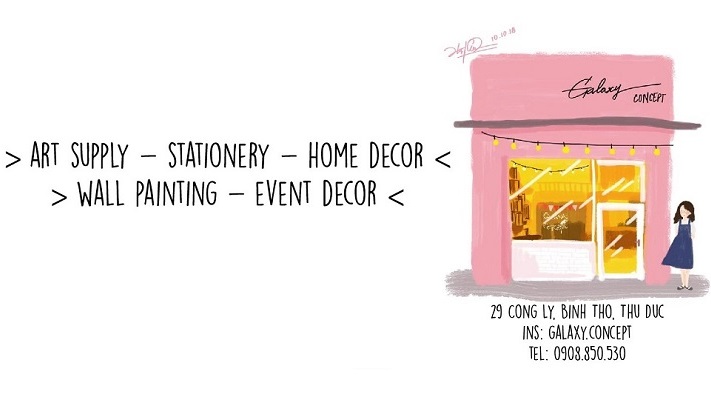 > ART SUPPLY – STATIONERY – HOME DECOR <
> WALL PAINTING – EVENT DECOR <
10.10.18
Galaxy
CONCEPT
29 CONG LY, BINH THO, THU DUC
INS: GALAXY.CONCEPT
TEL: 0908.850.530